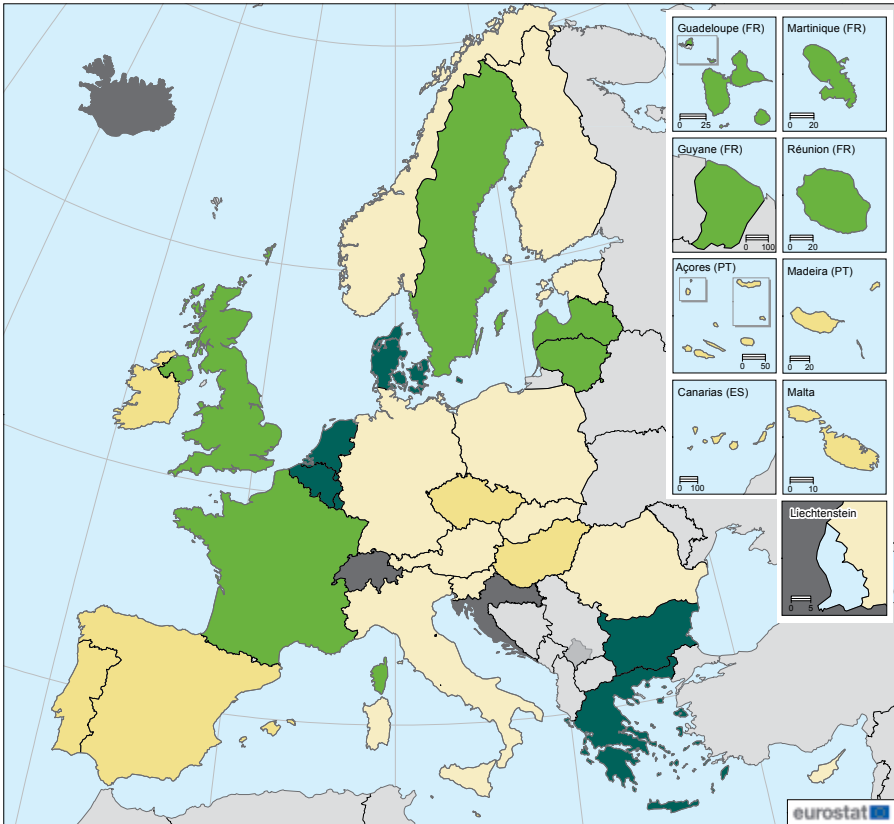 Guadeloupe (FR)
0 25
Martinique (FR)
0 20
Guyane (FR)
0 100
Réunion (FR)
0 20
Açores (PT)
0 50
Madeira (PT)
0 20
Canarias (ES)
0 100
Malta
0 10
Liechtenstein
0 5
eurostat